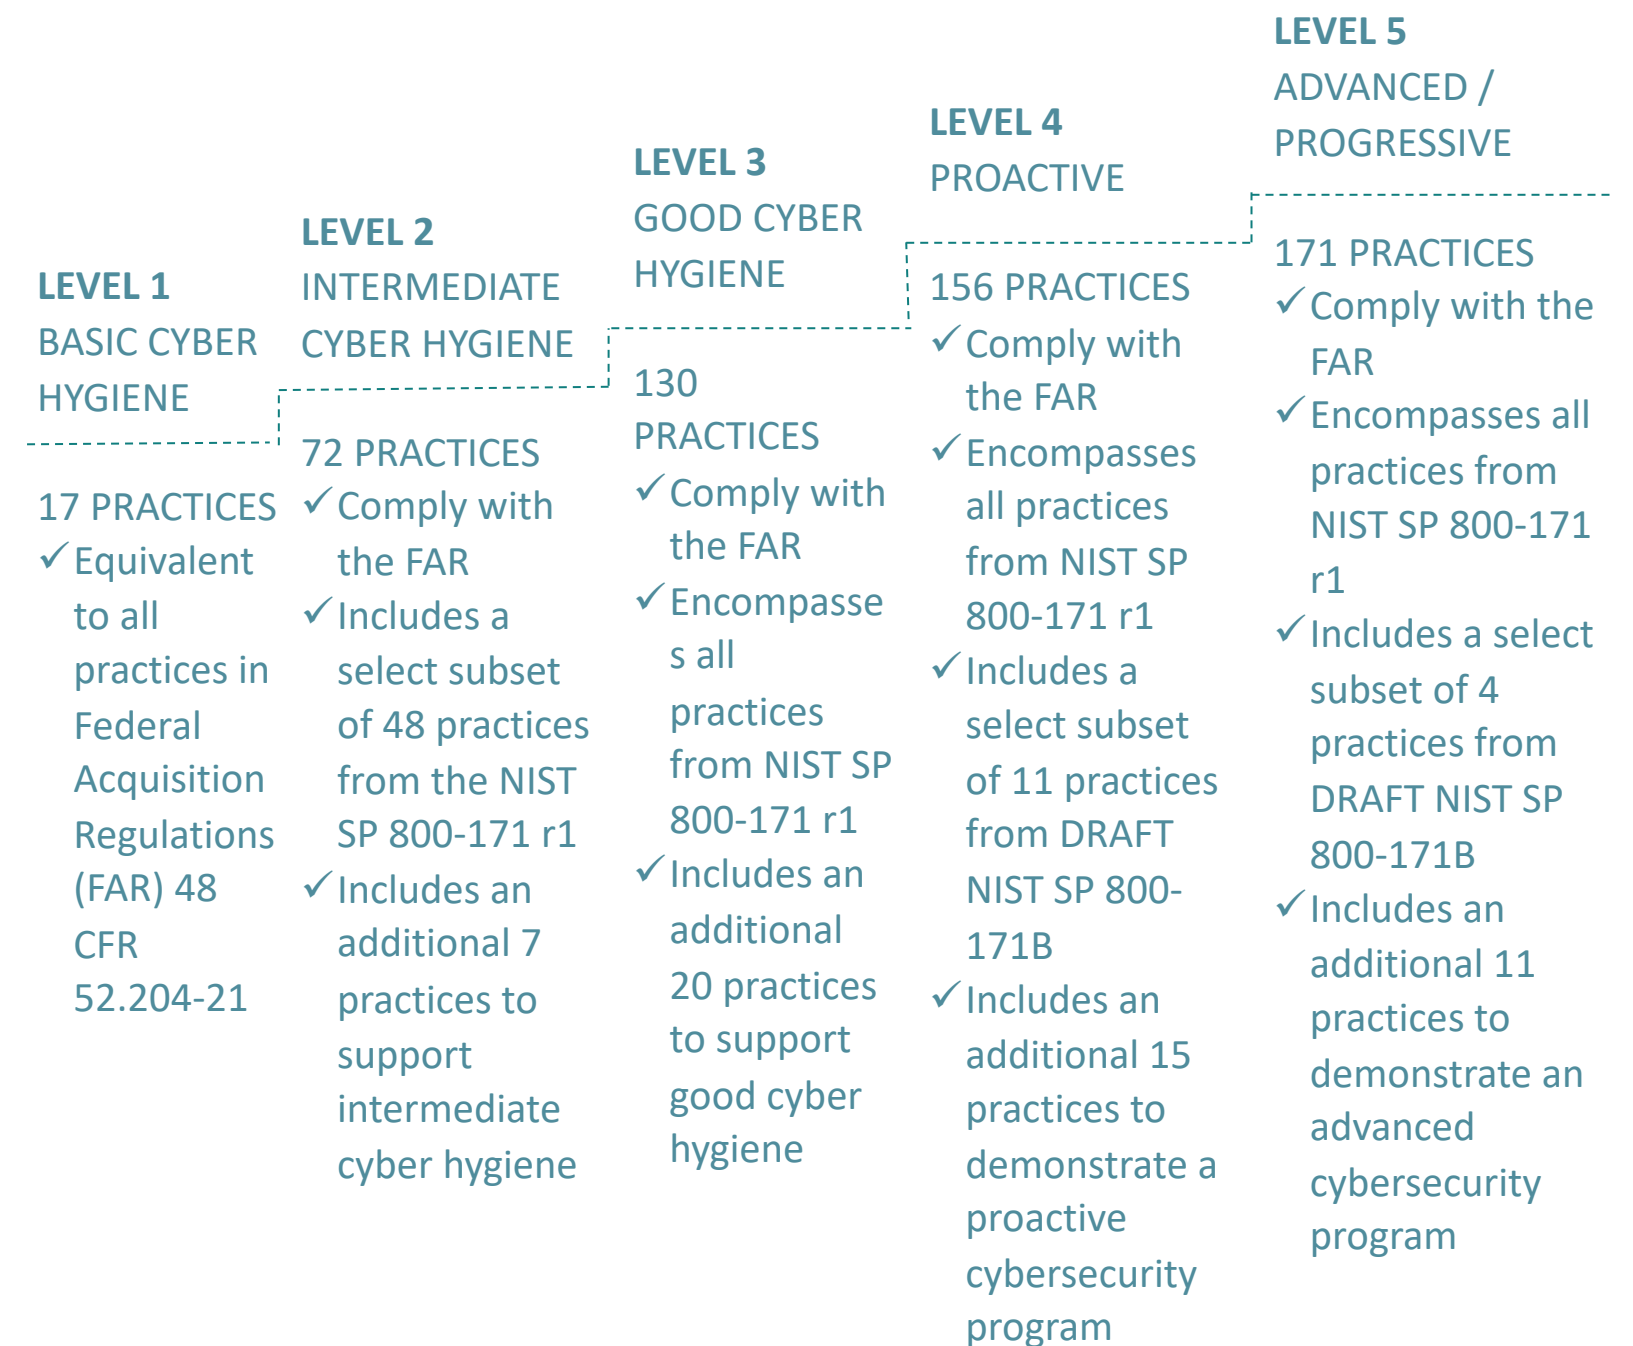 LEVEL 1
BASIC CYBER
HYGIENE
17 PRACTICES
✓ Equivalent
to all
practices in
Federal
Acquisition
Regulations
(FAR) 48
CFR
52.204-21
LEVEL 2
INTERMEDIATE
CYBER HYGIENE
72 PRACTICES
✓ Comply with
the FAR
✓ Includes a
select subset
of 48 practices
from the NIST
SP 800-171 r1
✓ Includes an
additional 7
practices to
support
intermediate
cyber hygiene
LEVEL 3
GOOD CYBER
HYGIENE
130
PRACTICES
✓ Comply with
the FAR
✓ Encompasse
s all
practices
from NIST SP
800-171 r1
✓ Includes an
additional
20 practices
to support
good cyber
hygiene
LEVEL 4
PROACTIVE
156 PRACTICES
✓ Comply with
the FAR
✓ Encompasses
all practices
from NIST SP
800-171 r1
✓ Includes a
select subset
of 11 practices
from DRAFT
NIST SP 800-
171B
✓ Includes an
additional 15
practices to
demonstrate a
proactive
cybersecurity
program
LEVEL 5
ADVANCED /
PROGRESSIVE
171 PRACTICES
✓ Comply with the
FAR
✓ Encompasses all
practices from
NIST SP 800-171
r1
✓ Includes a select
subset of 4
practices from
DRAFT NIST SP
800-171B
✓ Includes an
additional 11
practices to
demonstrate an
advanced
cybersecurity
program